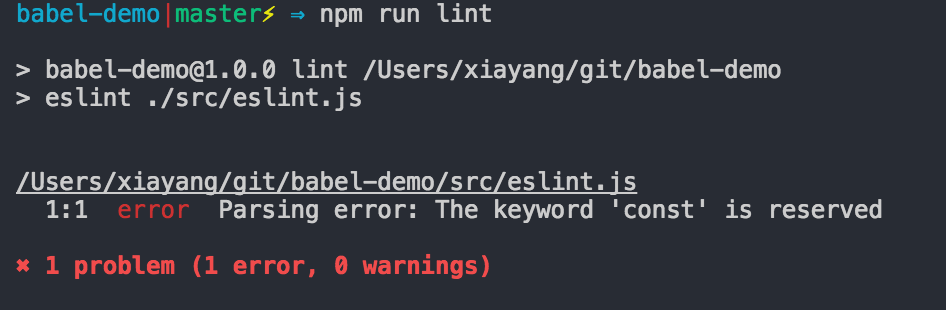 babel-demo|master⚡ ⇒ npm run lint
> babel-demo@1.0.0 lint /Users/xiayang/git/babel-demo
> eslint ./src/eslint.js
/Users/xiayang/git/babel-demo/src/eslint.js
1:1 error Parsing error: The keyword 'const' is reserved
✖ 1 problem (1 error, 0 warnings)